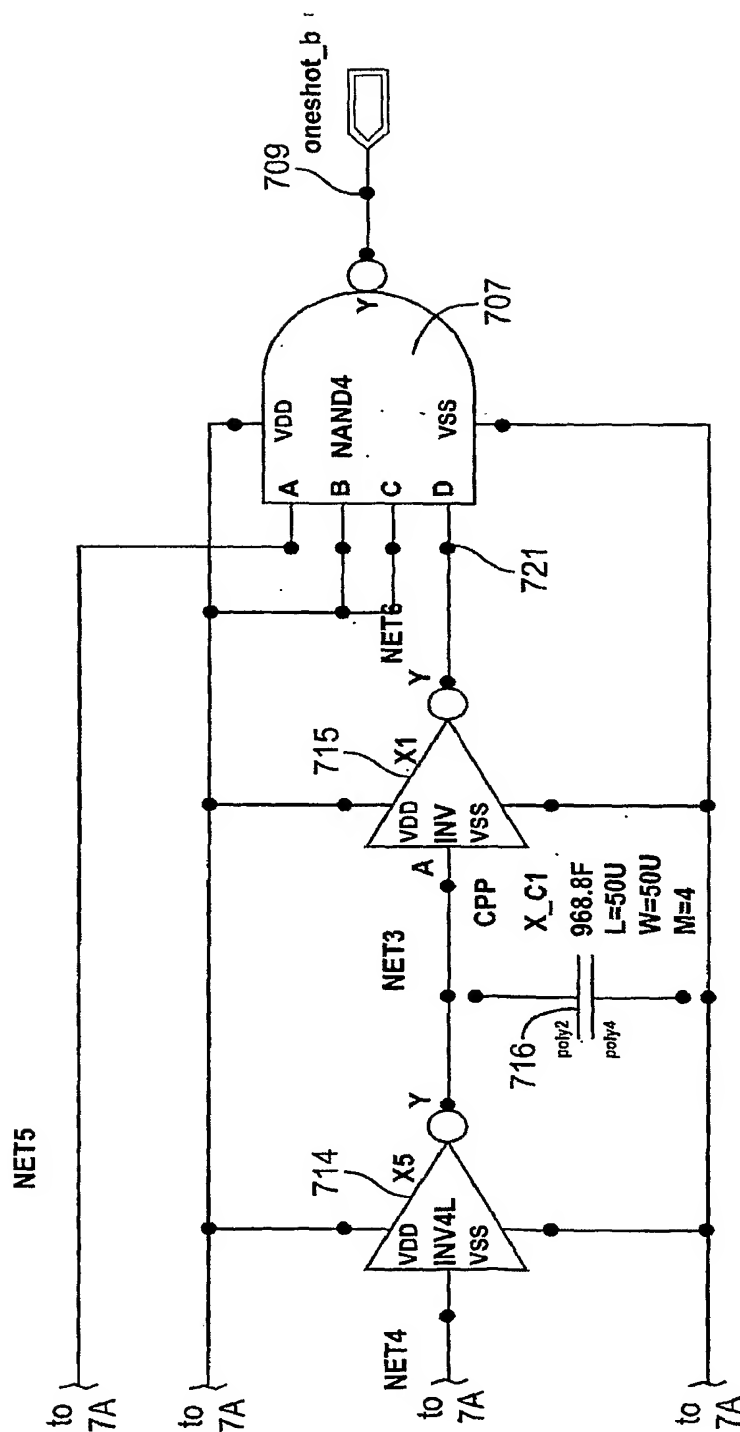 NET5
to
7A
to
7A
NET4
to
7A
to
7A
714
X5
VDD
INV4L
VSS
Y
NET3
716
poly2
poly4
CPP
X_C1
968.8F
L=50U
W=50U
M=4
715
X1
A
VDD
INV
VSS
Y
NET6
721
A
B
C
D
VDD
NAND4
VSS
Y
707
709
oneshot_b